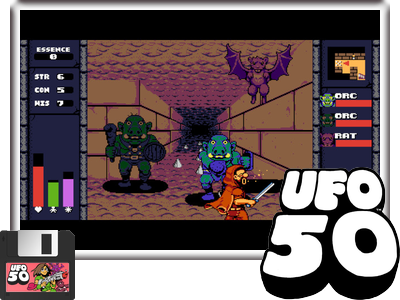 ESSENCE
0
STR 6
CON 5
WIS 7
ORC
ORC
RAT
UFO
50
UFO
50